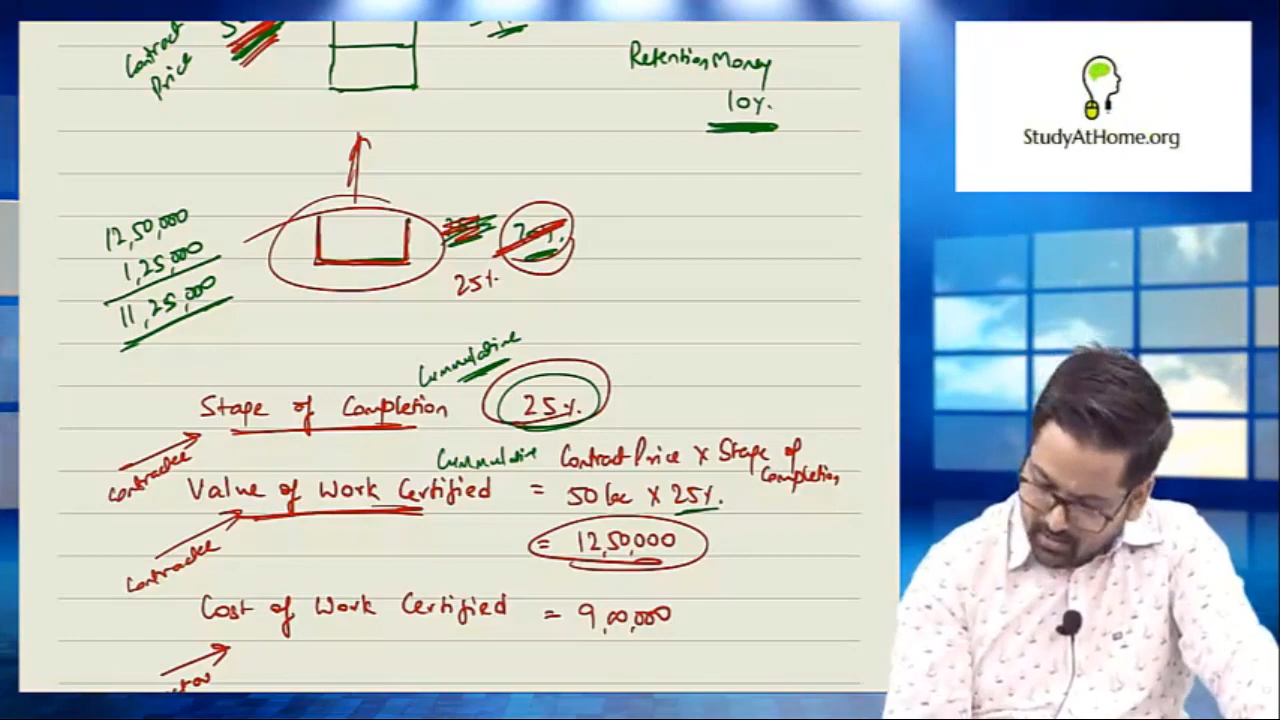 Contract
Price
Retention Money
10%.
12,50,000
1,25,000
11,25,000
25%.
Cummulative
Stage of Completion 25%.
contractee
Cummulative Contract Price x Stage of
Completion
Value of Work Certified = 50 lac x 25%.
contractee
= 12,50,000
Cost of Work Certified = 9,00,000
StudyAtHome.org